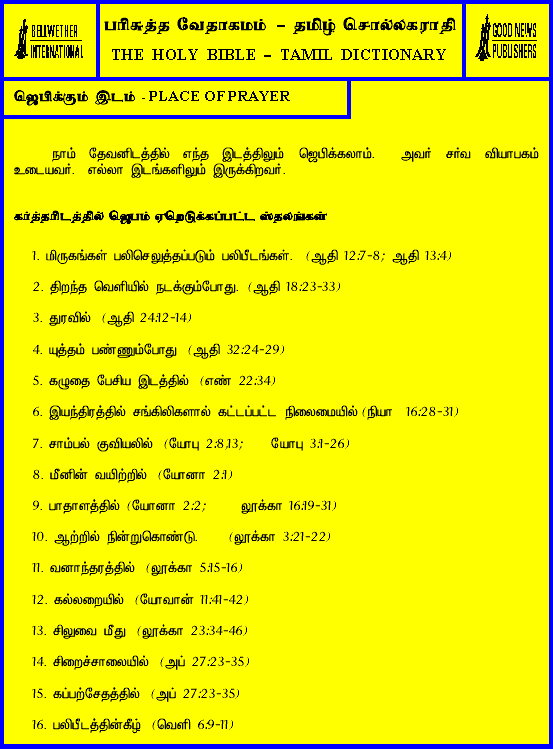 BELLWETHER
INTERNATIONAL
பரிசுத்த வேதாகமம் – தமிழ் சொல்லகராதி
THE HOLY BIBLE – TAMIL DICTIONARY
GOOD NEWS
PUBLISHERS
ஜெபிக்கும் இடம் - PLACE OF PRAYER
நாம் தேவனிடத்தில் எந்த இடத்திலும் ஜெபிக்கலாம். அவர் சர்வ வியாபகம்
உடையவர். எல்லா இடங்களிலும் இருக்கிறவர்.
கர்த்தரிடத்தில் ஜெபம் ஏறெடுக்கப்பட்ட ஸ்தலங்கள்
1. மிருகங்கள் பலிசெலுத்தப்படும் பலிபீடங்கள். (ஆதி 12:7-8; ஆதி 13:4)
2. திறந்த வெளியில் நடக்கும்போது. (ஆதி 18:23-33)
3. துரவில் (ஆதி 24:12-14)
4. யுத்தம் பண்ணும்போது (ஆதி 32:24-29)
5. கழுதை பேசிய இடத்தில் (எண் 22:34)
6. இயந்திரத்தில் சங்கிலிகளால் கட்டப்பட்ட நிலைமையில் (நியா 16:28-31)
7. சாம்பல் குவியலில் (யோபு 2:8,13; யோபு 3:1-26)
8. மீனின் வயிற்றில் (யோனா 2:1)
9. பாதாளத்தில் (யோனா 2:2; லூக்கா 16:19-31)
10. ஆற்றில் நின்றுகொண்டு. (லூக்கா 3:21-22)
11. வனாந்தரத்தில் (லூக்கா 5:15-16)
12. கல்லறையில் (யோவான் 11:41-42)
13. சிலுவை மீது (லூக்கா 23:34-46)
14. சிறைச்சாலையில் (அப் 27:23-35)
15. கப்பற்சேதத்தில் (அப் 27:23-35)
16. பலிபீடத்தின்கீழ் (வெளி 6:9-11)